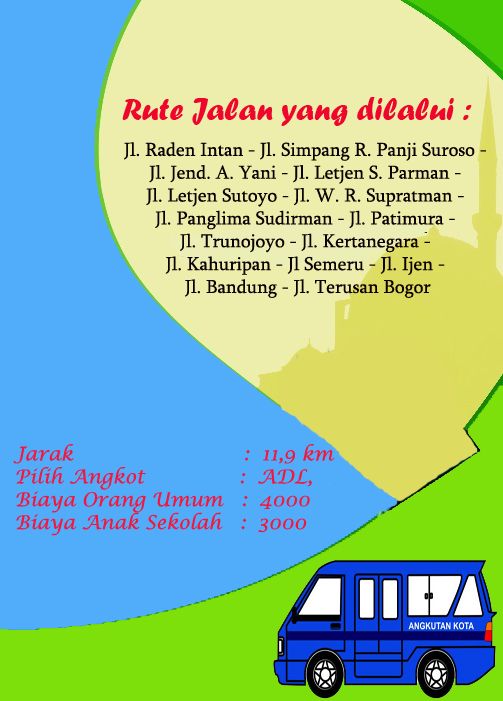 Rute Jalan yang dilalui :
Jl. Raden Intan - Jl. Simpang R. Panji Suroso -
Jl. Jend. A. Yani - Jl. Letjen S. Parman -
Jl. Letjen Sutoyo - Jl. W. R. Supratman -
Jl. Panglima Sudirman - Jl. Patimura -
Jl. Trunojoyo - Jl. Kertanegara -
Jl. Kahuripan - Jl Semeru - Jl. Ijen -
Jl. Bandung - Jl. Terusan Bogor
Jarak : 11,9 km
Pilih Angkot : ADL,
Biaya Orang Umum : 4000
Biaya Anak Sekolah : 3000
ANGKUTAN KOTA